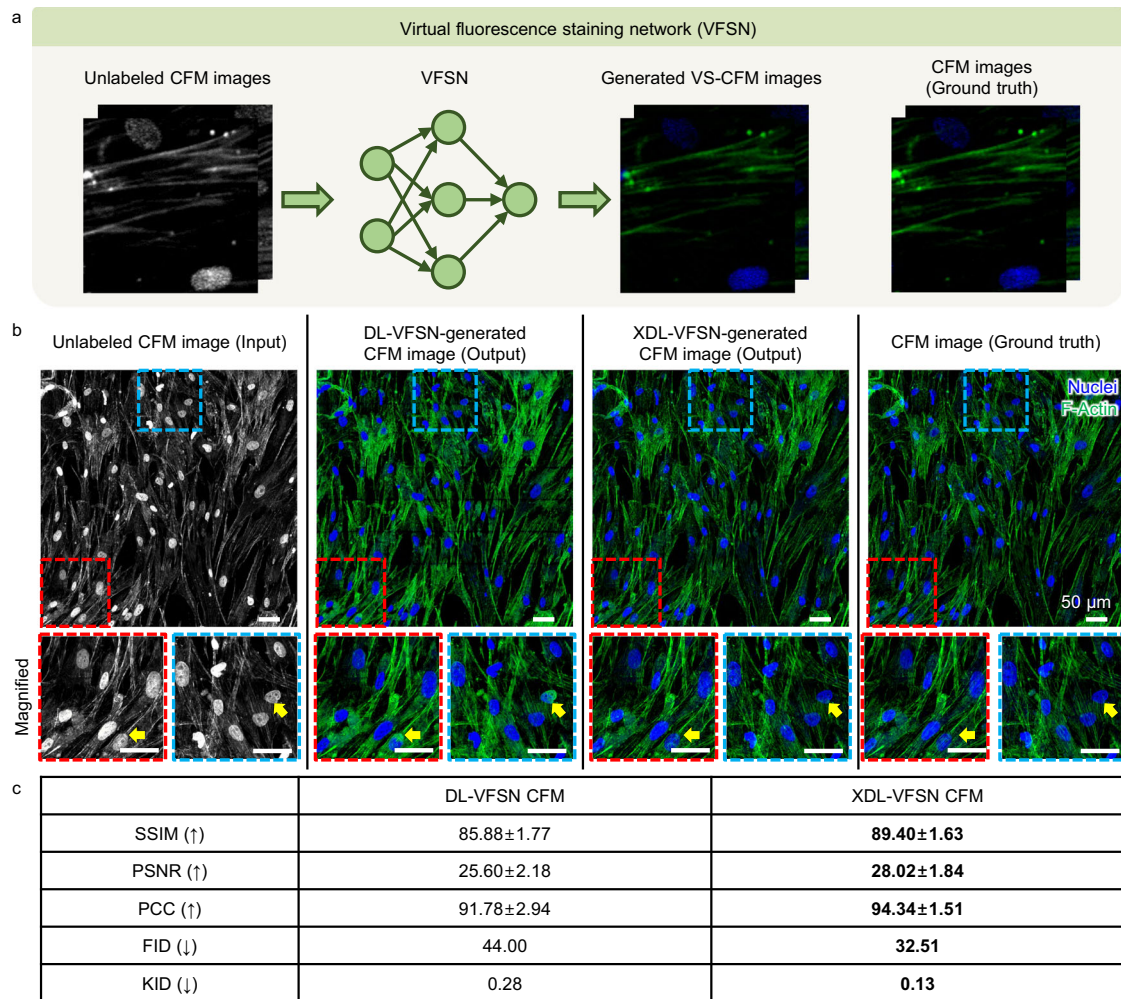 a
Virtual fluorescence staining network (VFSN)
Unlabeled CFM images
VFSN
Generated VS-CFM images
CFM images
(Ground truth)
b
Unlabeled CFM image (Input)
DL-VFSN-generated
CFM image (Output)
XDL-VFSN-generated
CFM image (Output)
CFM image (Ground truth)
Nuclei
F-Actin
50 µm
Magnified
c
DL-VFSN CFM XDL-VFSN CFM
SSIM (↑) 85.88±1.77 89.40±1.63
PSNR (↑) 25.60±2.18 28.02±1.84
PCC (↑) 91.78±2.94 94.34±1.51
FID (↓) 44.00 32.51
KID (↓) 0.28 0.13